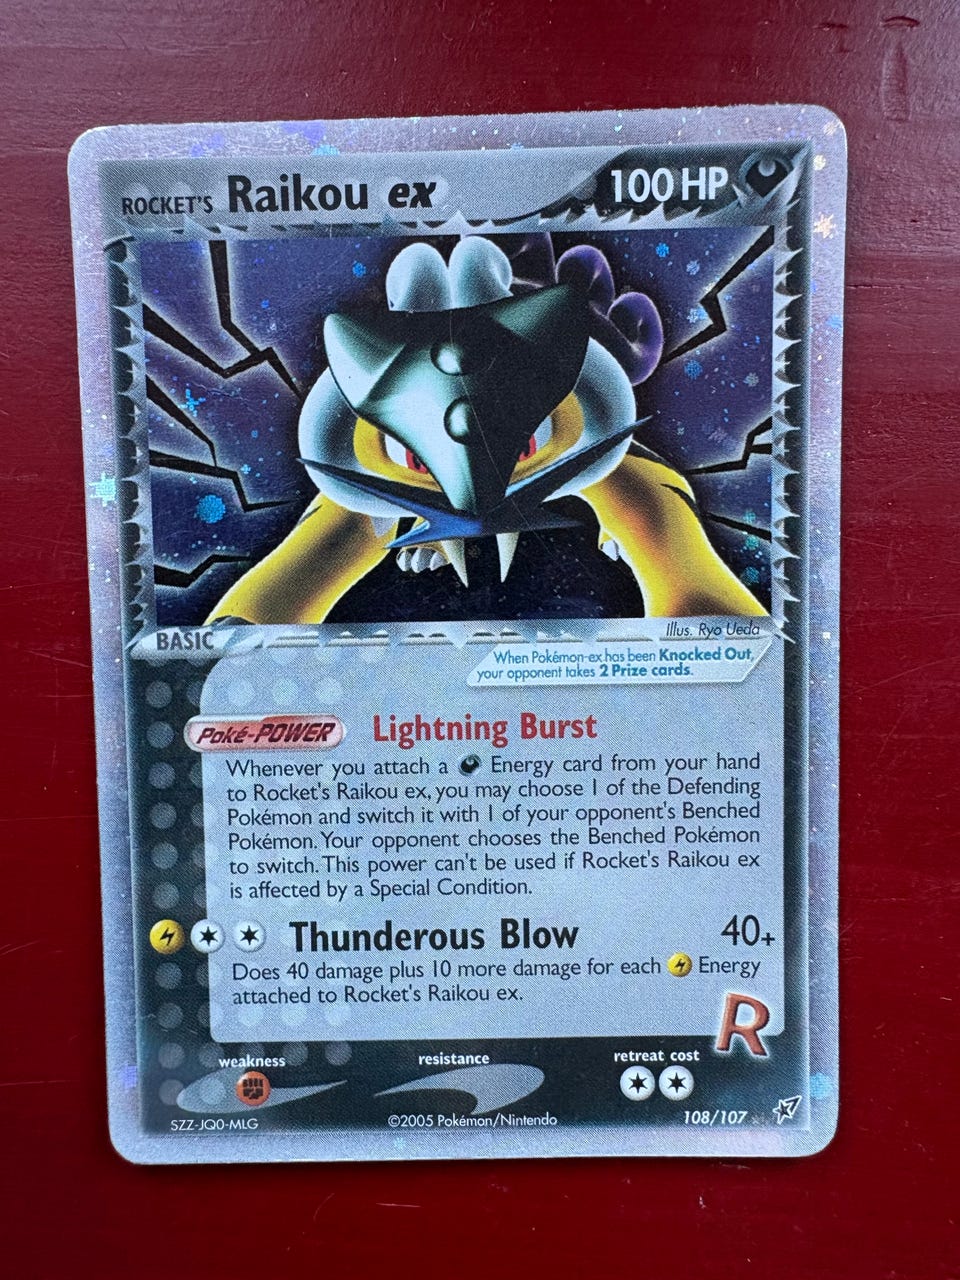 ROCKET'S Raikou ex 100 HP
Illus. Ryo Ueda
BASIC
When Pokémon-ex has been Knocked Out,
your opponent takes 2 Prize cards.
Poké-POWER Lightning Burst
Whenever you attach a Energy card from your hand
to Rocket's Raikou ex, you may choose 1 of the Defending
Pokémon and switch it with 1 of your opponent's Benched
Pokémon. Your opponent chooses the Benched Pokémon
to switch. This power can't be used if Rocket's Raikou ex
is affected by a Special Condition.
Thunderous Blow 40+
Does 40 damage plus 10 more damage for each Energy
attached to Rocket's Raikou ex.
R
weakness resistance retreat cost
SZZ-JQ0-MLG ©2005 Pokémon/Nintendo 108/107